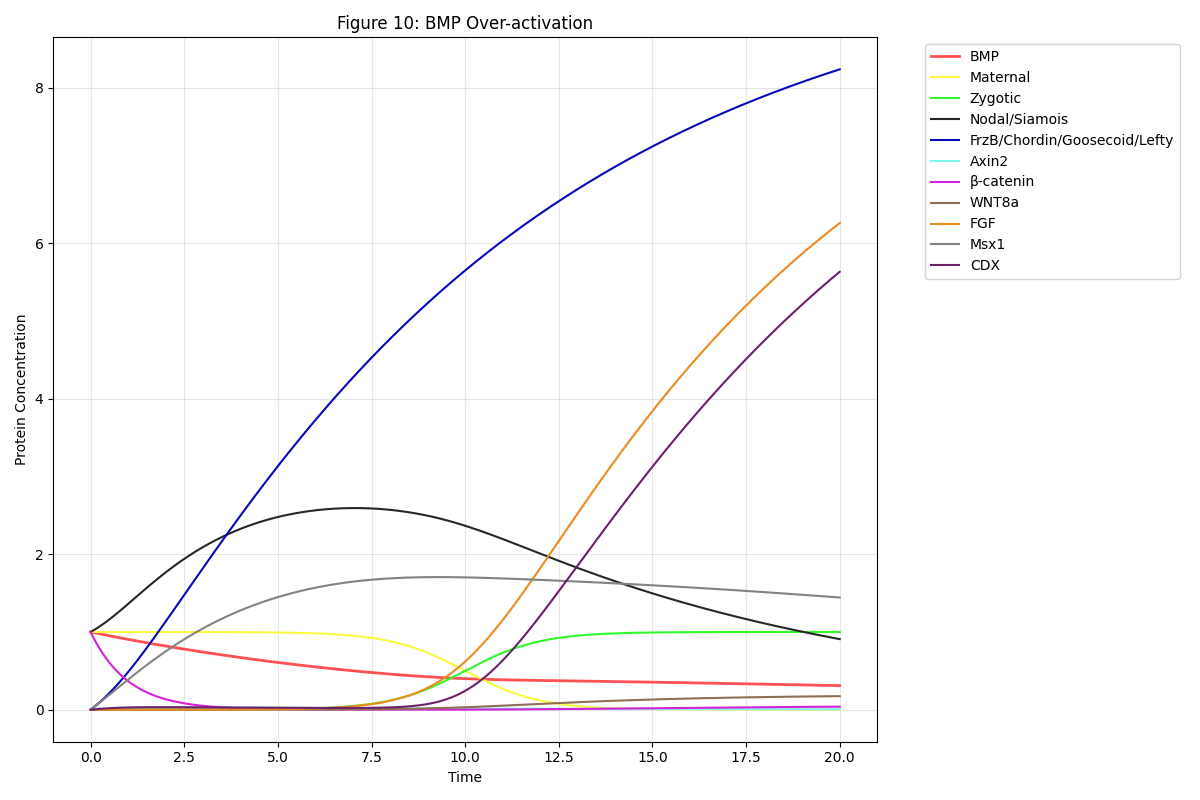 Figure 10: BMP Over-activation
BMP
Maternal
Zygotic
Nodal/Siamois
FrzB/Chordin/Goosecoid/Lefty
Axin2
β-catenin
WNT8a
FGF
Msx1
CDX
Protein Concentration
8
6
4
2
0
0.0 2.5 5.0 7.5 10.0 12.5 15.0 17.5 20.0
Time